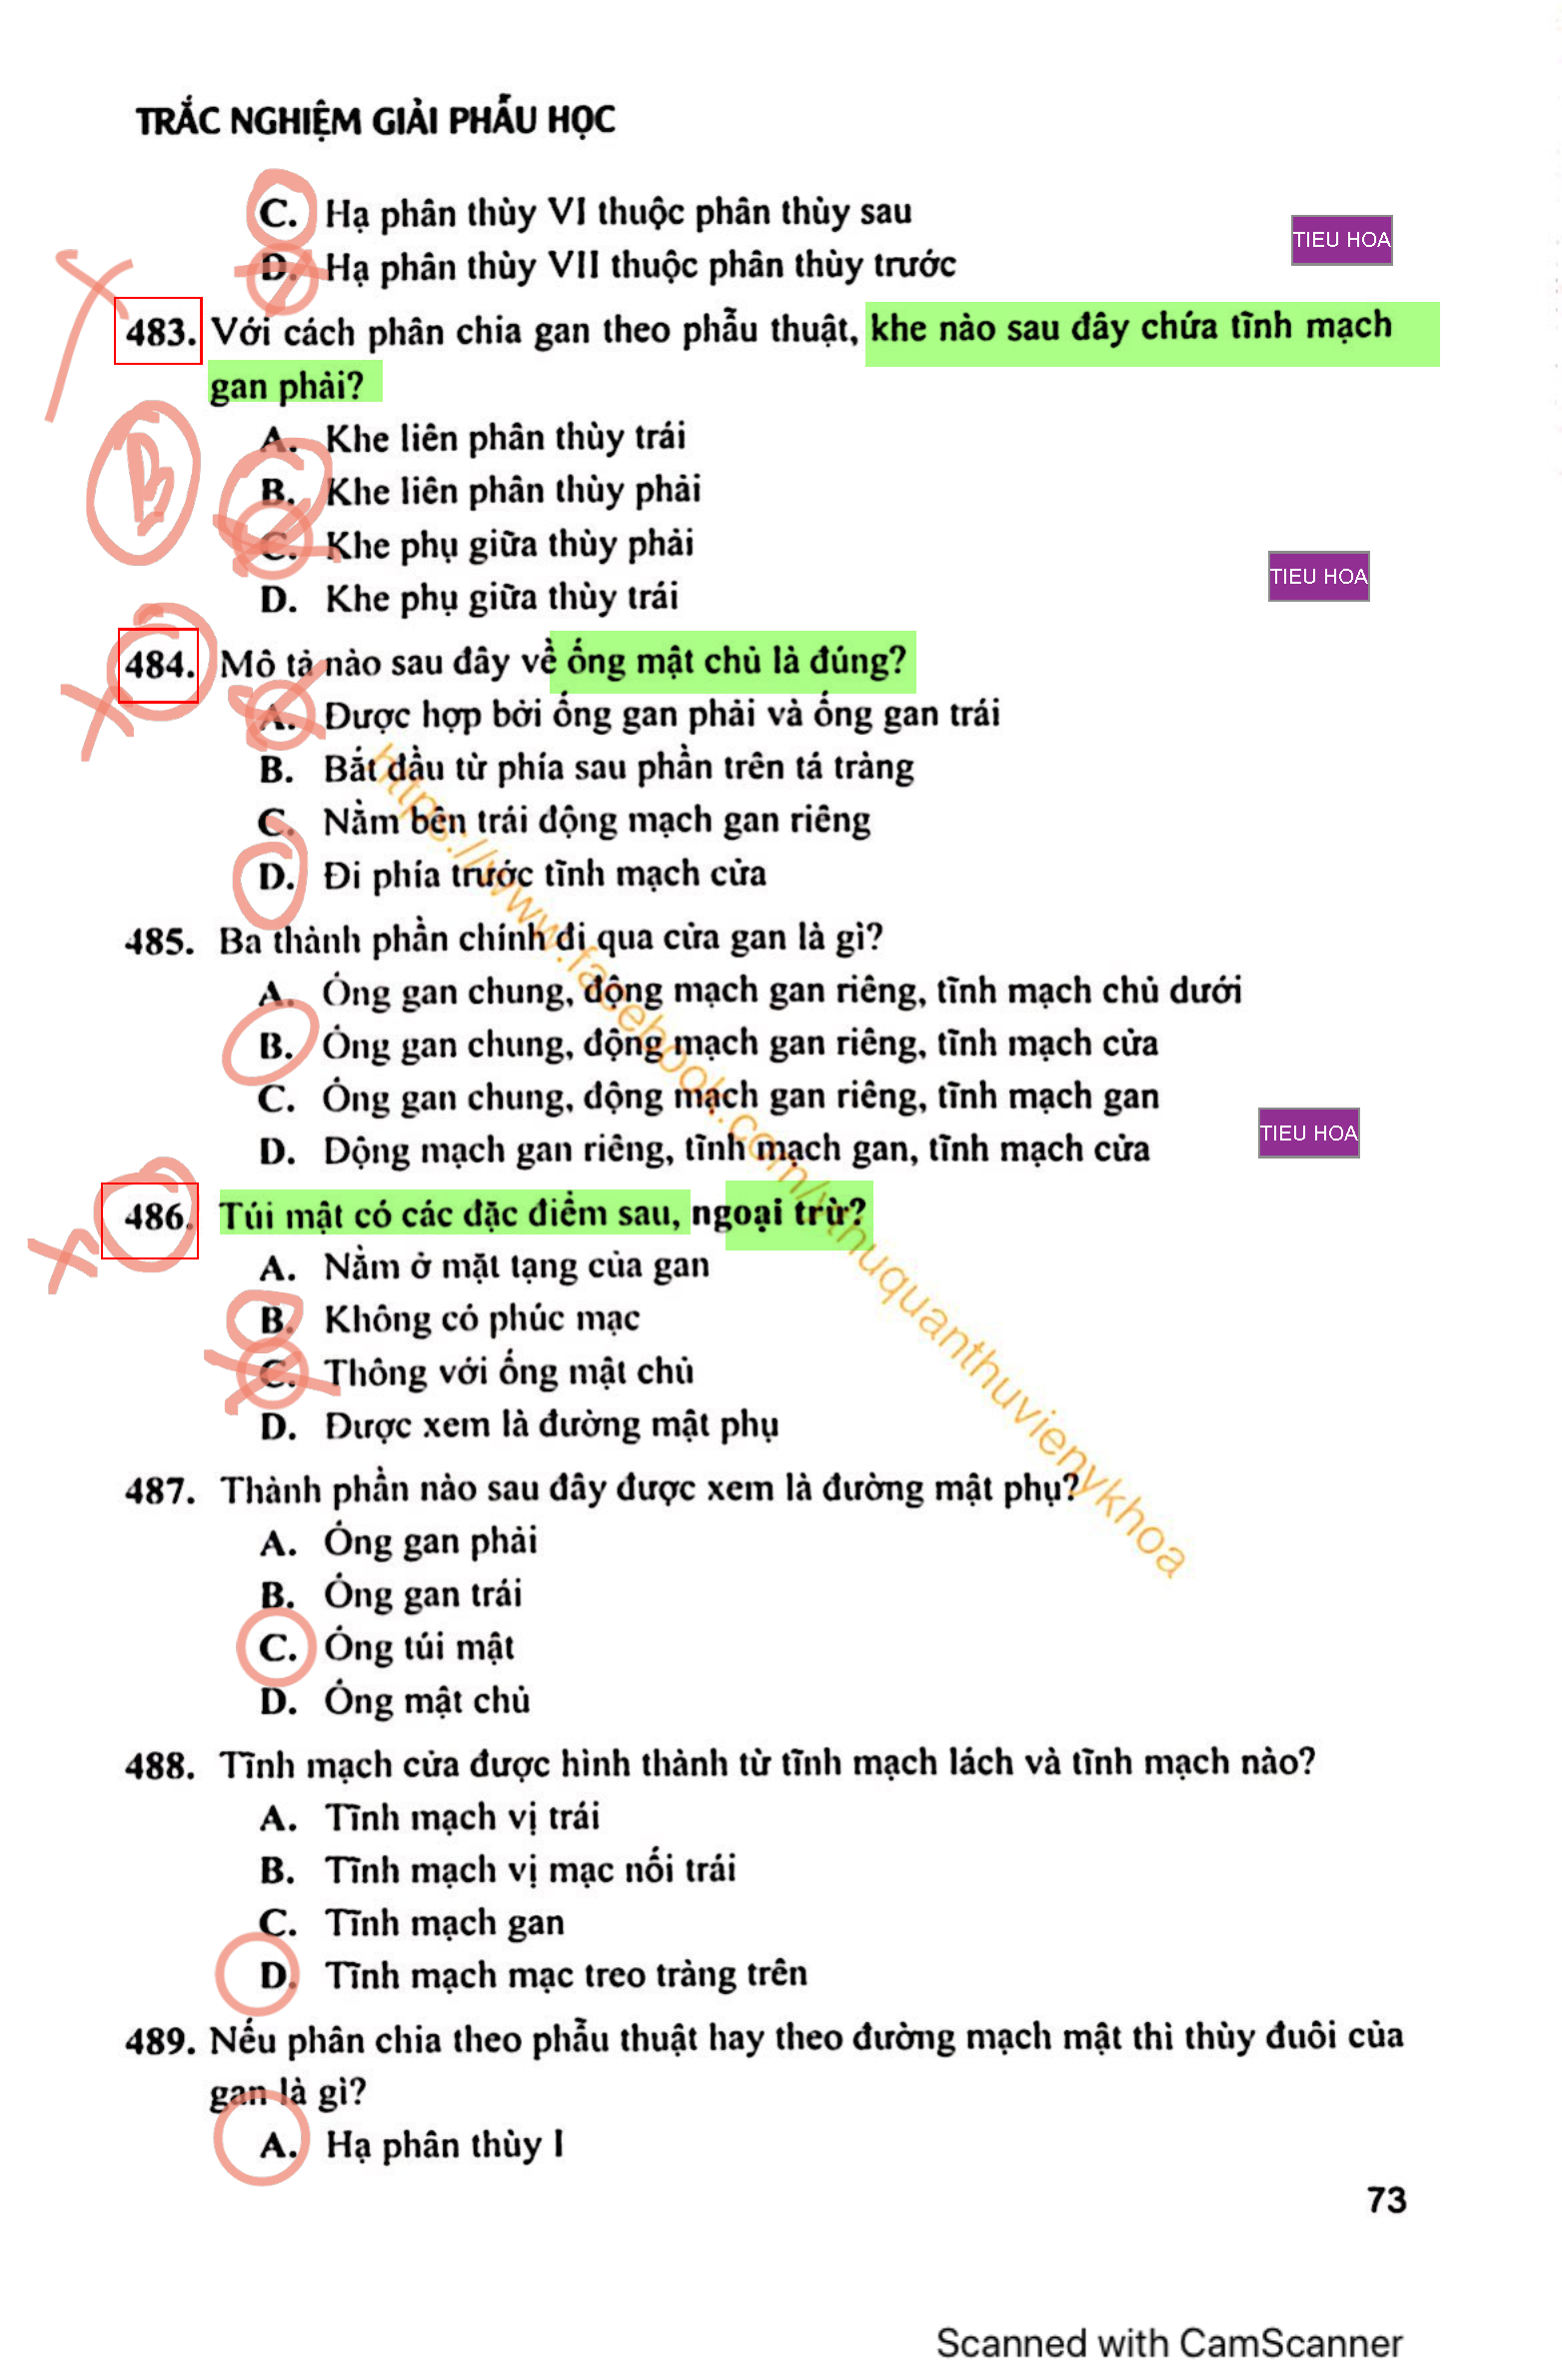 TRẮC NGHIỆM GIẢI PHẪU HỌC
C. Hạ phân thùy VI thuộc phân thùy sau
TIEU HOA
D. Hạ phân thùy VII thuộc phân thùy trước
483. Với cách phân chia gan theo phẫu thuật, khe nào sau đây chứa tĩnh mạch
gan phải?
A. Khe liên phân thùy trái
B
B. Khe liên phân thùy phải
C. Khe phụ giữa thùy phải
D. Khe phụ giữa thùy trái
TIEU HOA
484. Mô tả nào sau đây về ống mật chủ là đúng?
A. Được hợp bởi ống gan phải và ống gan trái
B. Bắt đầu từ phía sau phần trên tá tràng
C. Nằm bên trái động mạch gan riêng
D. Đi phía trước tĩnh mạch cửa
485. Ba thành phần chính đi qua cửa gan là gì?
A. Ống gan chung, động mạch gan riêng, tĩnh mạch chủ dưới
B. Ống gan chung, động mạch gan riêng, tĩnh mạch cửa
C. Ống gan chung, động mạch gan riêng, tĩnh mạch gan
D. Động mạch gan riêng, tĩnh mạch gan, tĩnh mạch cửa
TIEU HOA
486. Túi mật có các đặc điểm sau, ngoại trừ?
A. Nằm ở mặt tạng của gan
B. Không có phúc mạc
C. Thông với ống mật chủ
D. Được xem là đường mật phụ
487. Thành phần nào sau đây được xem là đường mật phụ?
A. Ống gan phải
B. Ống gan trái
C. Ống túi mật
D. Ống mật chủ
488. Tĩnh mạch cửa được hình thành từ tĩnh mạch lách và tĩnh mạch nào?
A. Tĩnh mạch vị trái
B. Tĩnh mạch vị mạc nối trái
C. Tĩnh mạch gan
D. Tĩnh mạch mạc treo tràng trên
489. Nếu phân chia theo phẫu thuật hay theo đường mạch mật thì thùy đuôi của
gan là gì?
A. Hạ phân thùy I
73
Scanned with CamScanner